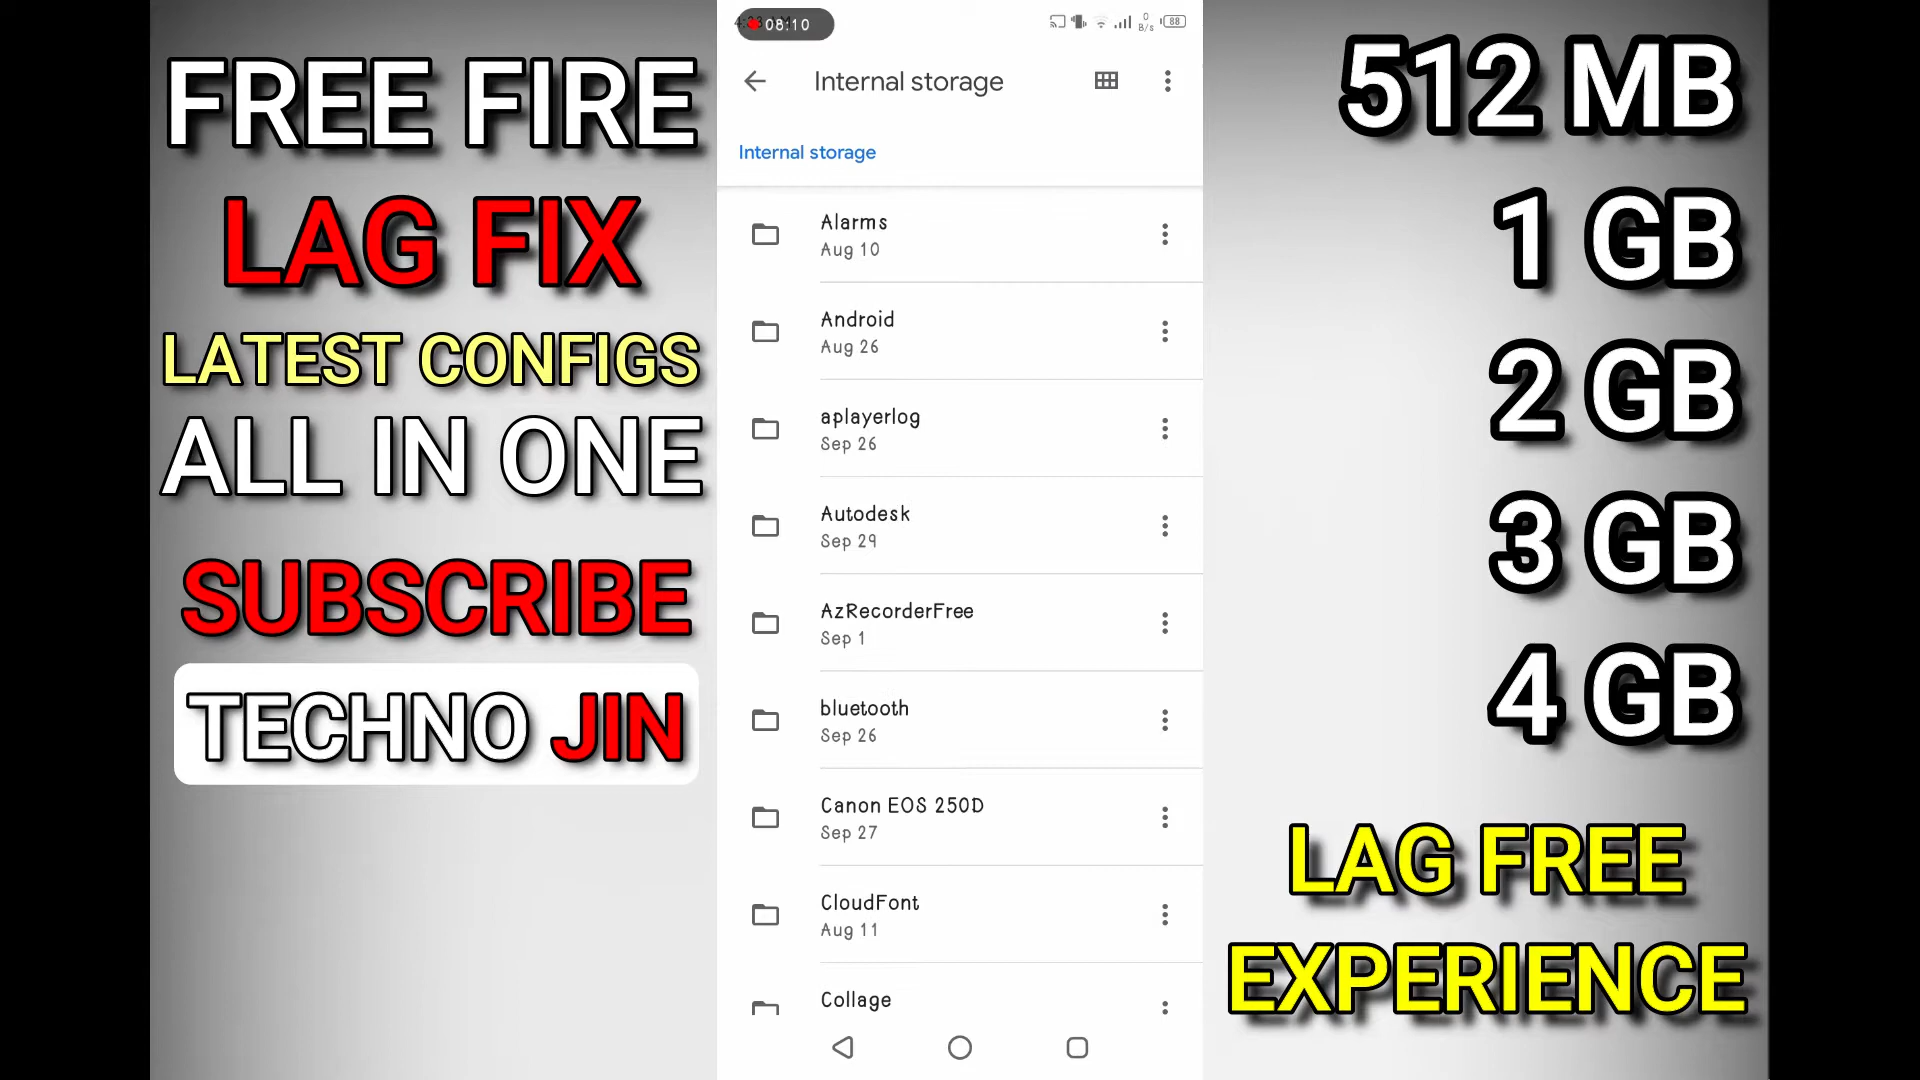 FREE FIRE
LAG FIX
LATEST CONFIGS
ALL IN ONE
SUBSCRIBE
TECHNO JIN
08:10
0
B/s
88
Internal storage
Internal storage
Alarms
Aug 10
Android
Aug 26
aplayerlog
Sep 26
Autodesk
Sep 29
AzRecorderFree
Sep 1
bluetooth
Sep 26
Canon EOS 250D
Sep 27
CloudFont
Aug 11
Collage
512 MB
1 GB
2 GB
3 GB
4 GB
LAG FREE
EXPERIENCE